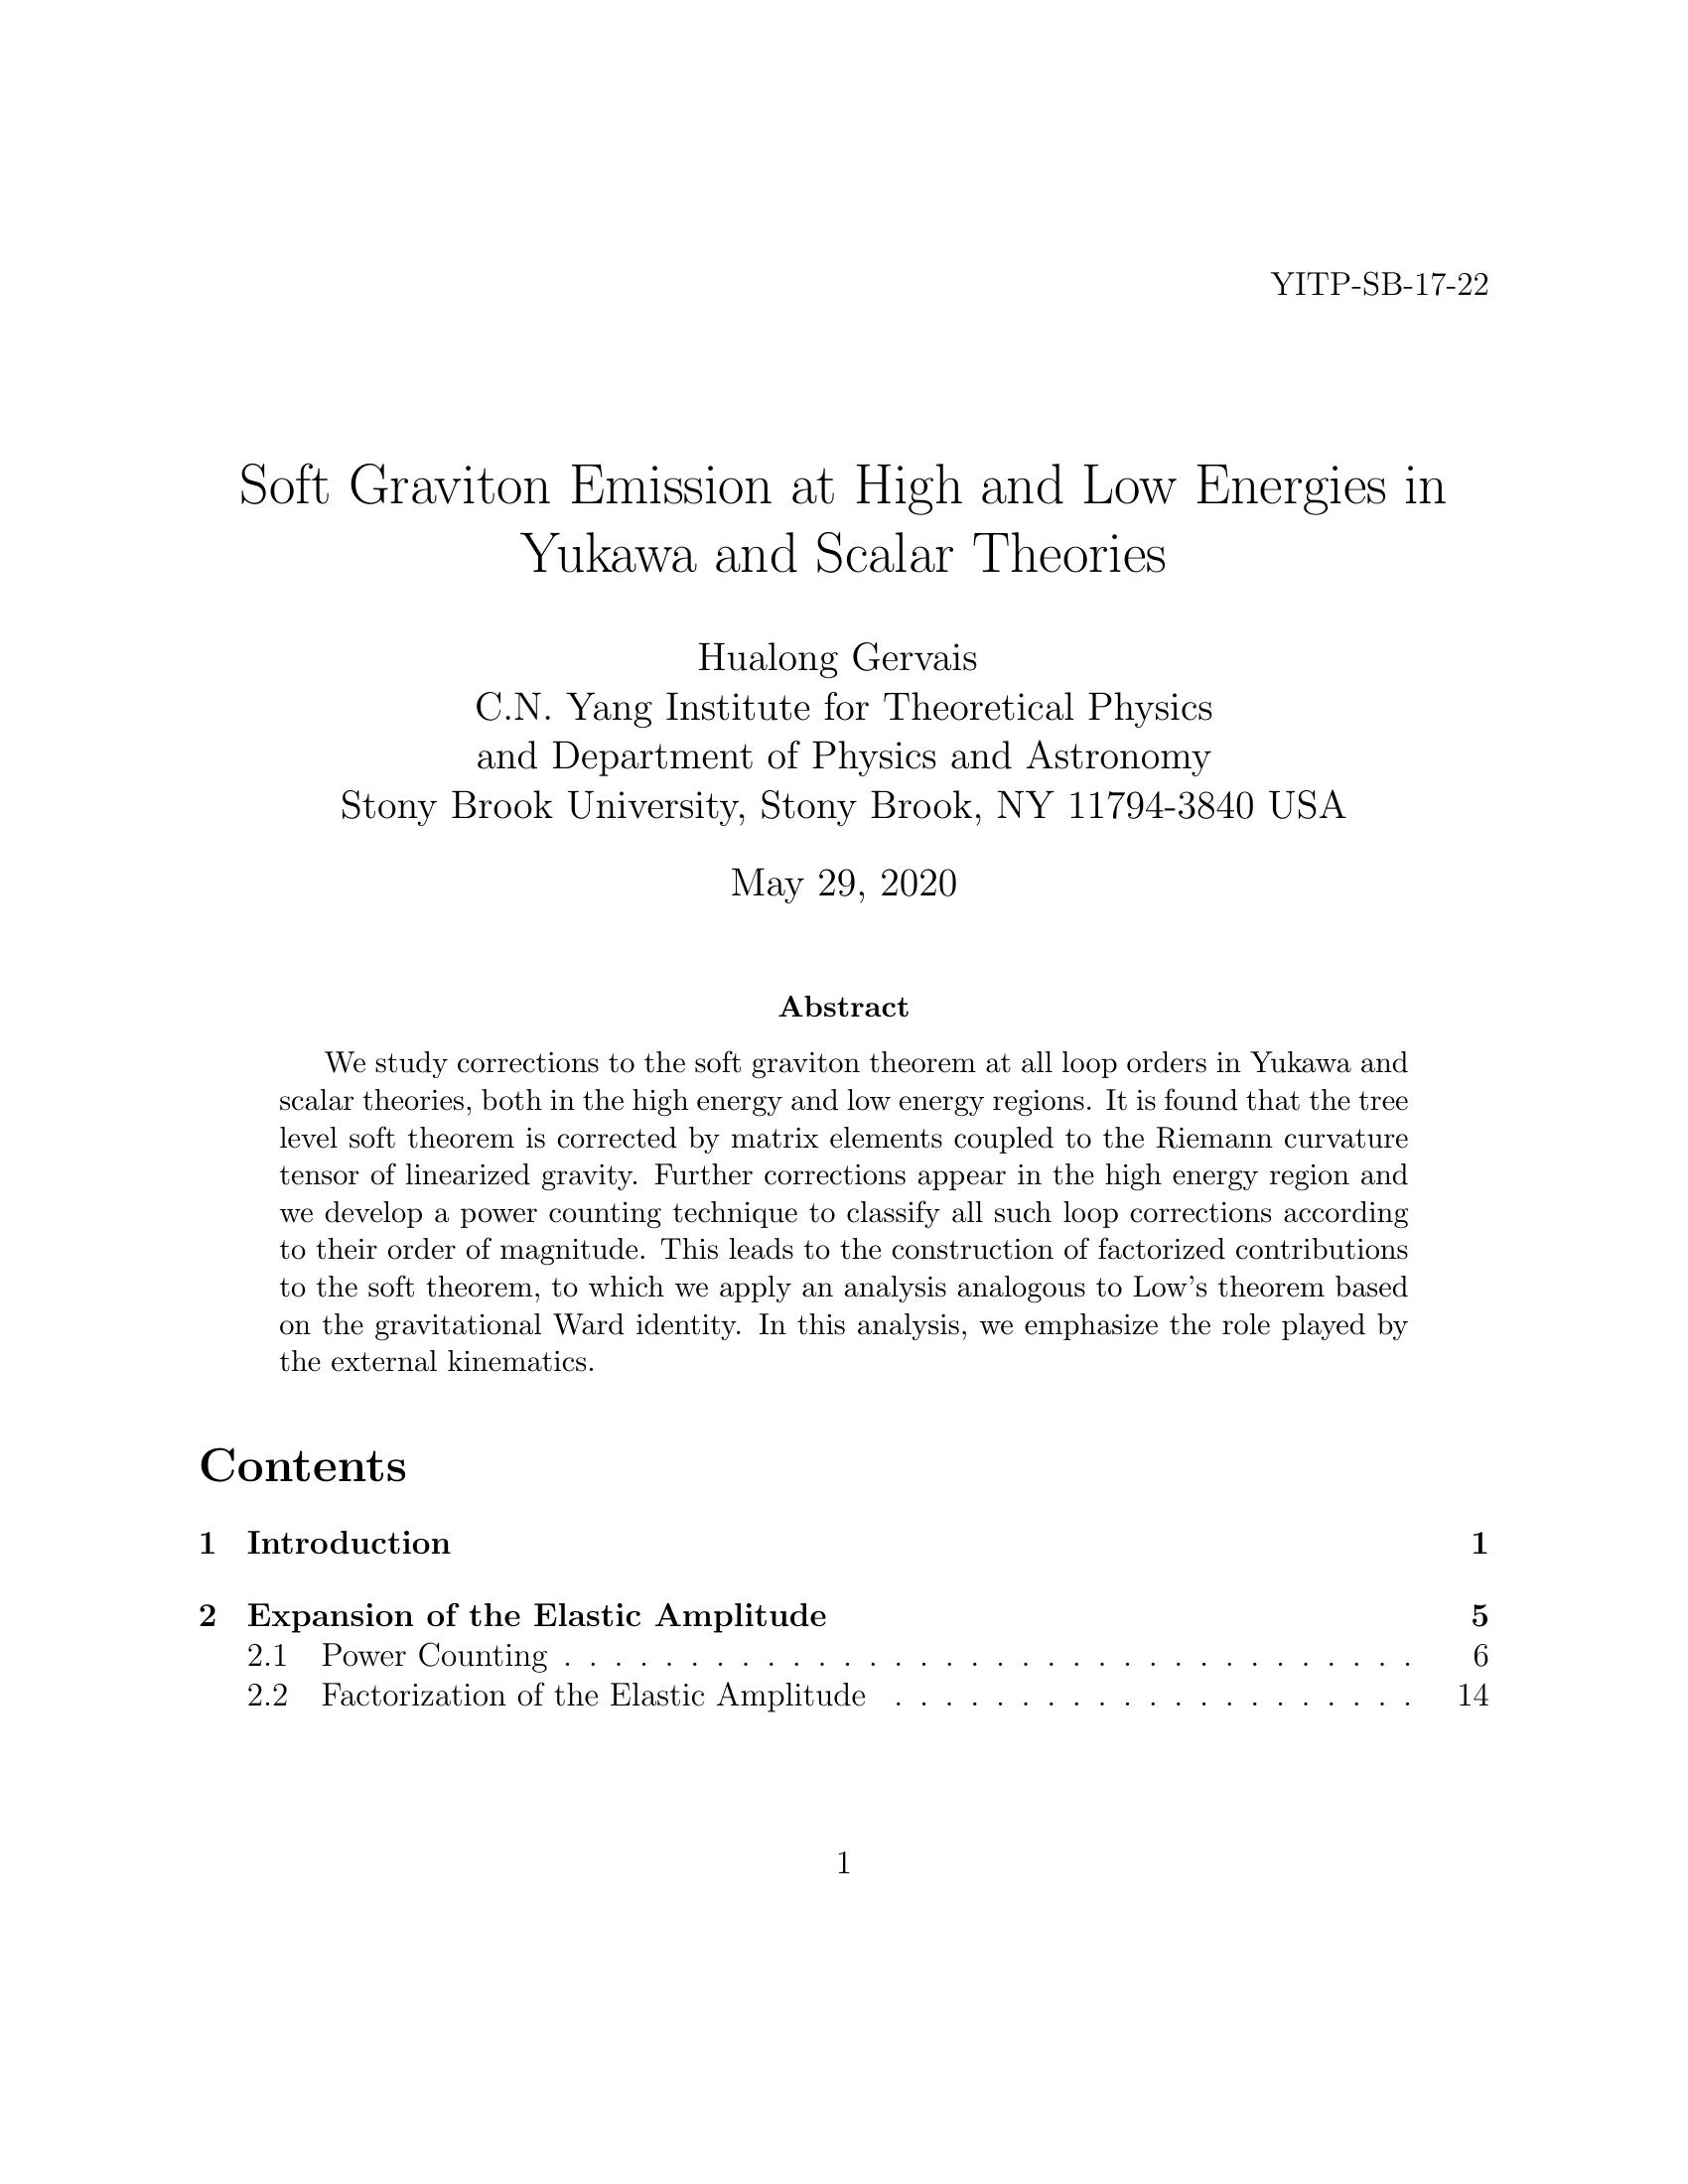 YITP-SB-17-22
Soft Graviton Emission at High and Low Energies in
Yukawa and Scalar Theories
Hualong Gervais
C.N. Yang Institute for Theoretical Physics
and Department of Physics and Astronomy
Stony Brook University, Stony Brook, NY 11794-3840 USA
May 29, 2020
Abstract
We study corrections to the soft graviton theorem at all loop orders in Yukawa and
scalar theories, both in the high energy and low energy regions. It is found that the tree
level soft theorem is corrected by matrix elements coupled to the Riemann curvature
tensor of linearized gravity. Further corrections appear in the high energy region and
we develop a power counting technique to classify all such loop corrections according
to their order of magnitude. This leads to the construction of factorized contributions
to the soft theorem, to which we apply an analysis analogous to Low's theorem based
on the gravitational Ward identity. In this analysis, we emphasize the role played by
the external kinematics.
Contents
1 Introduction 1
2 Expansion of the Elastic Amplitude 5
2.1 Power Counting . . . . . . . . . . . . . . . . . . . . . . . . . . . . . . . . . . 6
2.2 Factorization of the Elastic Amplitude . . . . . . . . . . . . . . . . . . . . . 14
1